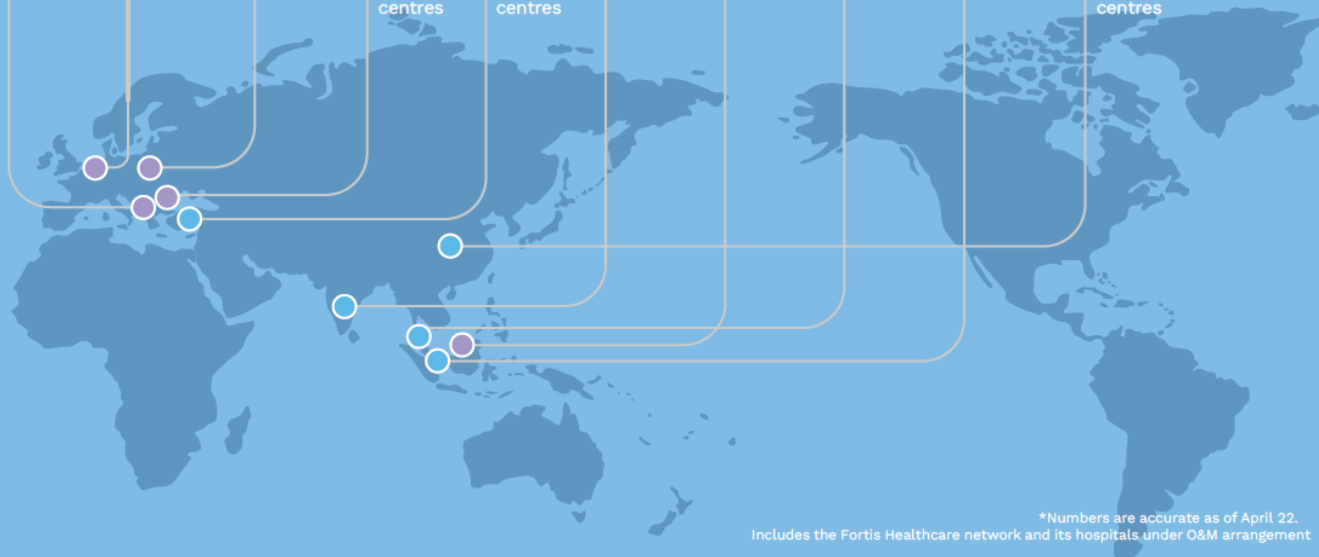 centres
centres
centres
*Numbers are accurate as of April 22.
Includes the Fortis Healthcare network and its hospitals under O&M arrangement